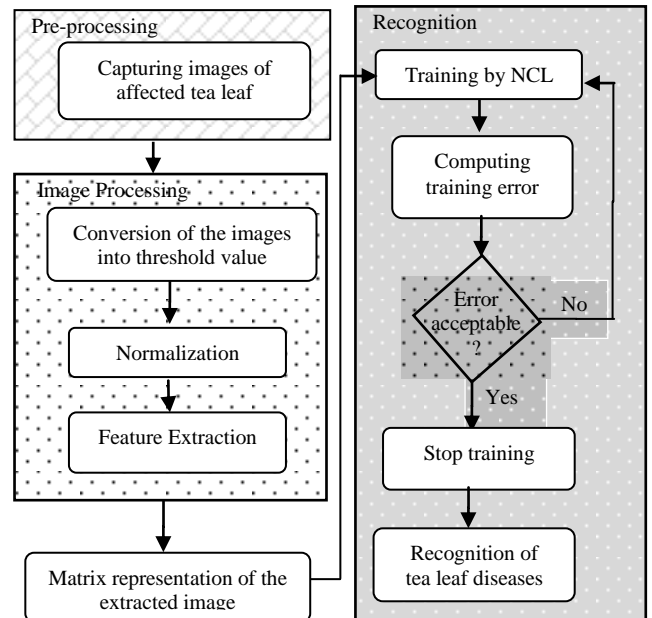 Pre-processing
Capturing images of
affected tea leaf
Image Processing
Conversion of the images
into threshold value
Normalization
Feature Extraction
Matrix representation of the
extracted image
Recognition
Training by NCL
Computing
training error
Error
acceptable
?
No
Yes
Stop training
Recognition of
tea leaf diseases